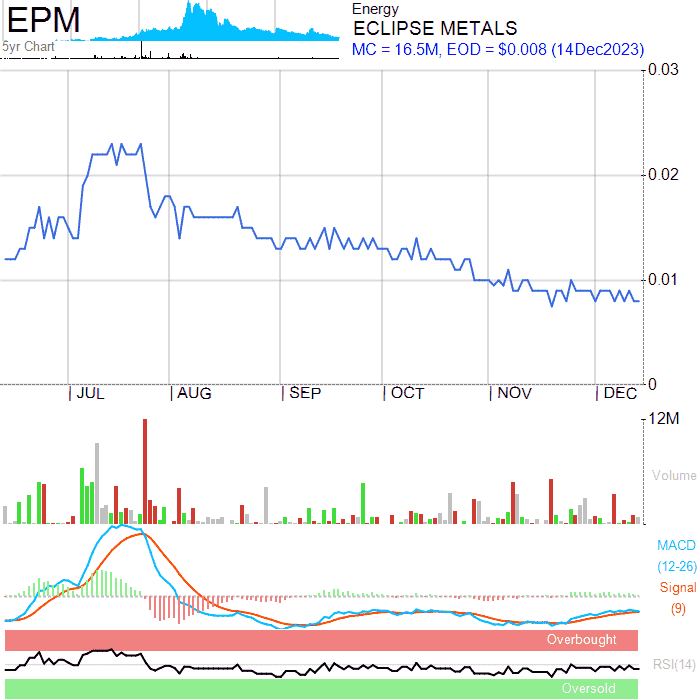 EPM
5yr Chart
Energy
ECLIPSE METALS
MC = 16.5M, EOD = $0.008 (14Dec2023)
0.03
0.02
0.01
0
JUL AUG SEP OCT NOV DEC
12M
Volume
MACD
(12-26)
Signal
(9)
Overbought
RSI(14)
Oversold